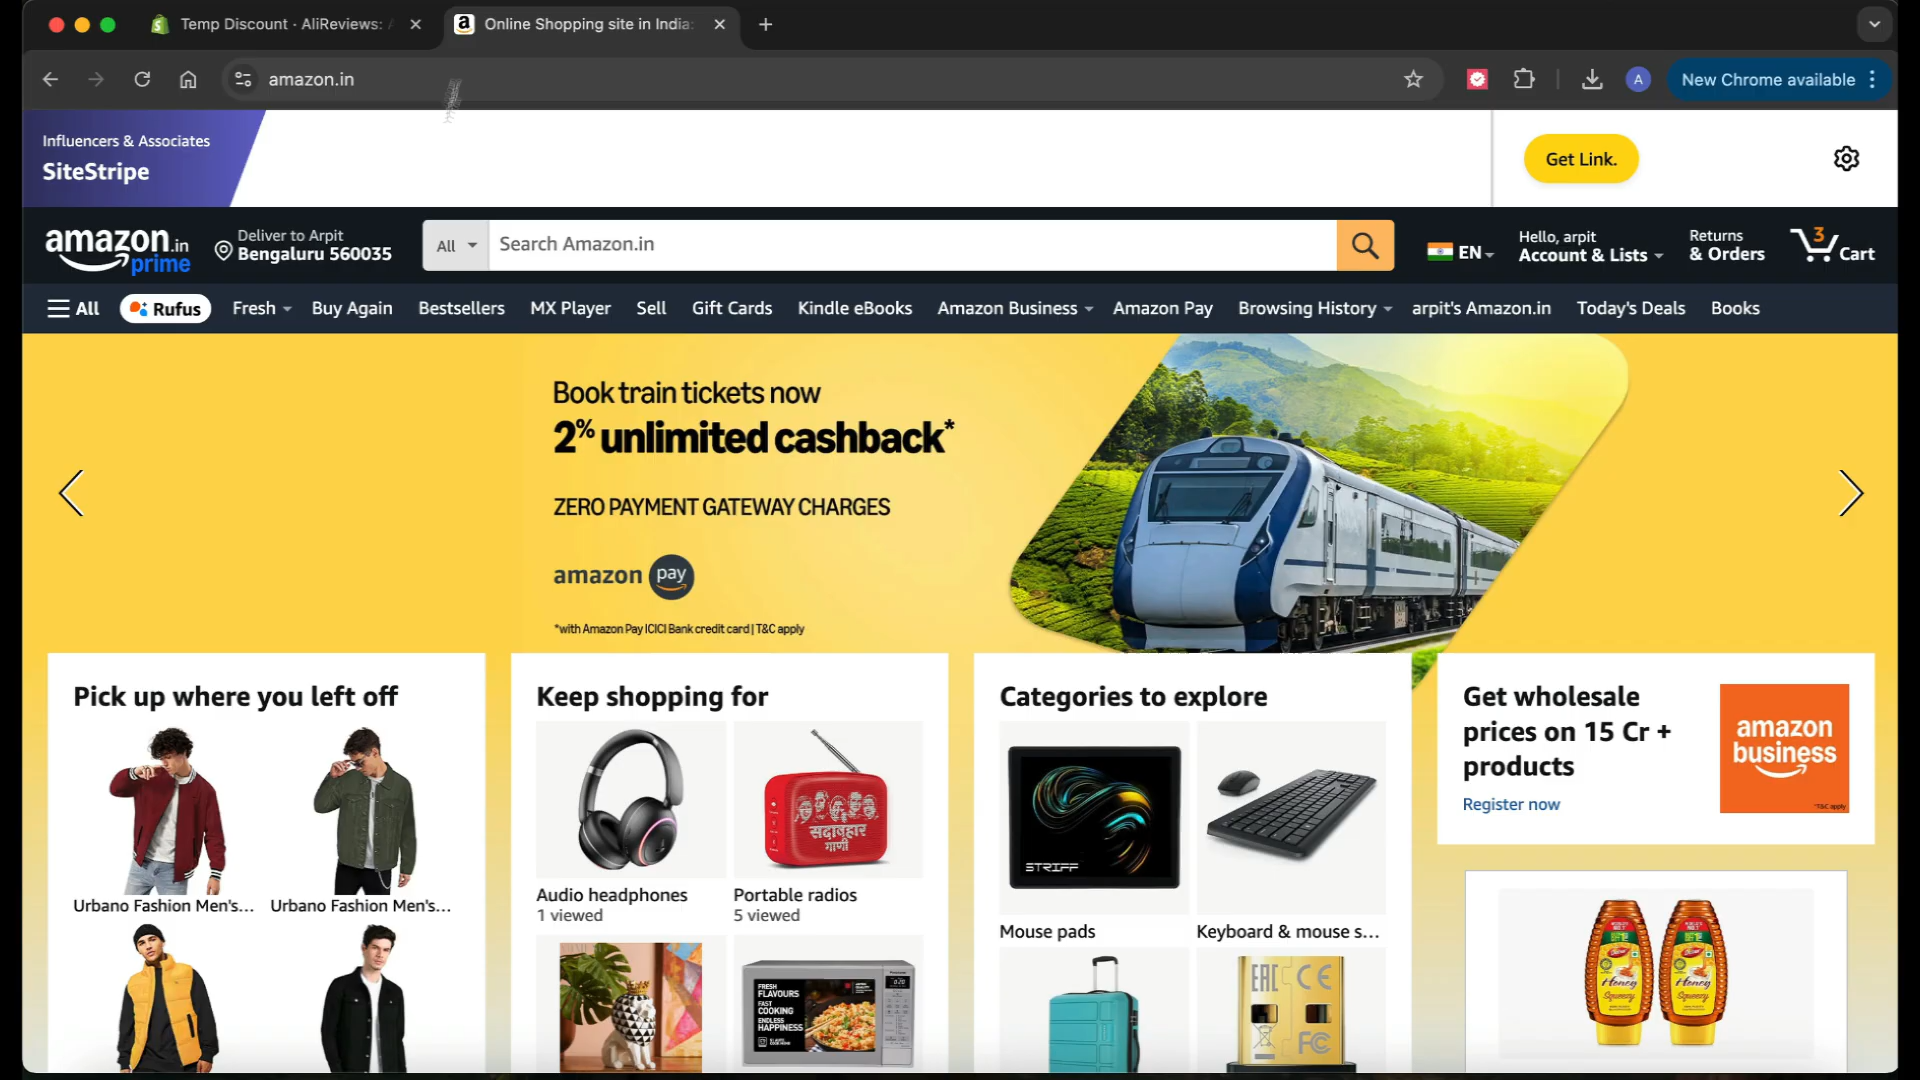 Temp Discount · AliReviews:
Online Shopping site in India:
amazon.in
A
New Chrome available
Influencers & Associates
SiteStripe
Get Link.
amazon.in
prime
Deliver to Arpit
Bengaluru 560035
All
Search Amazon.in
EN
Hello, arpit
Account & Lists
Returns
& Orders
3
Cart
All
Rufus
Fresh
Buy Again
Bestsellers
MX Player
Sell
Gift Cards
Kindle eBooks
Amazon Business
Amazon Pay
Browsing History
arpit's Amazon.in
Today's Deals
Books
Book train tickets now
2% unlimited cashback*
ZERO PAYMENT GATEWAY CHARGES
amazon pay
*with Amazon Pay ICICI Bank credit card | T&C apply
Pick up where you left off
Urbano Fashion Men's...
Urbano Fashion Men's...
Keep shopping for
सदाबहार
गाणी
Audio headphones
1 viewed
Portable radios
5 viewed
FRESH
FLAVOURS
FAST
COOKING
ENDLESS
HAPPINESS
Categories to explore
STRIFF
Mouse pads
Keyboard & mouse s...
EAC CE
FC
Get wholesale
prices on 15 Cr +
products
Register now
amazon
business
*T&C apply
Honey
Squeezy
Honey
Squeezy